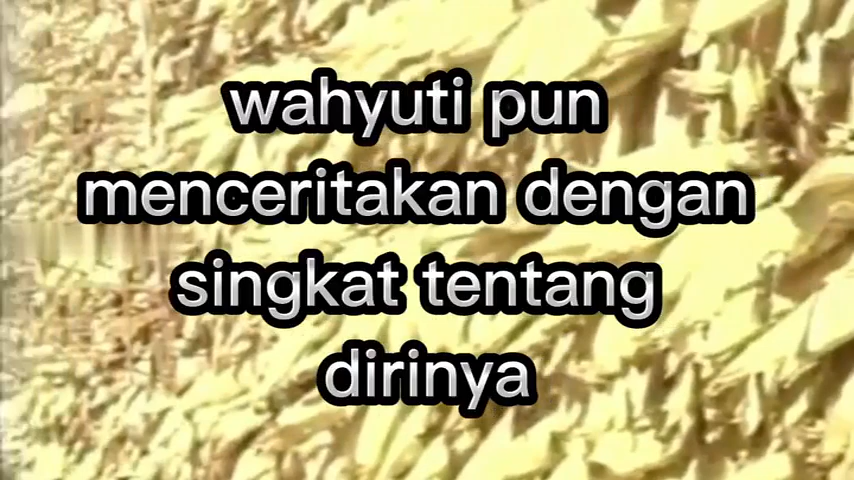 wahyuti pun
menceritakan dengan
singkat tentang
dirinya